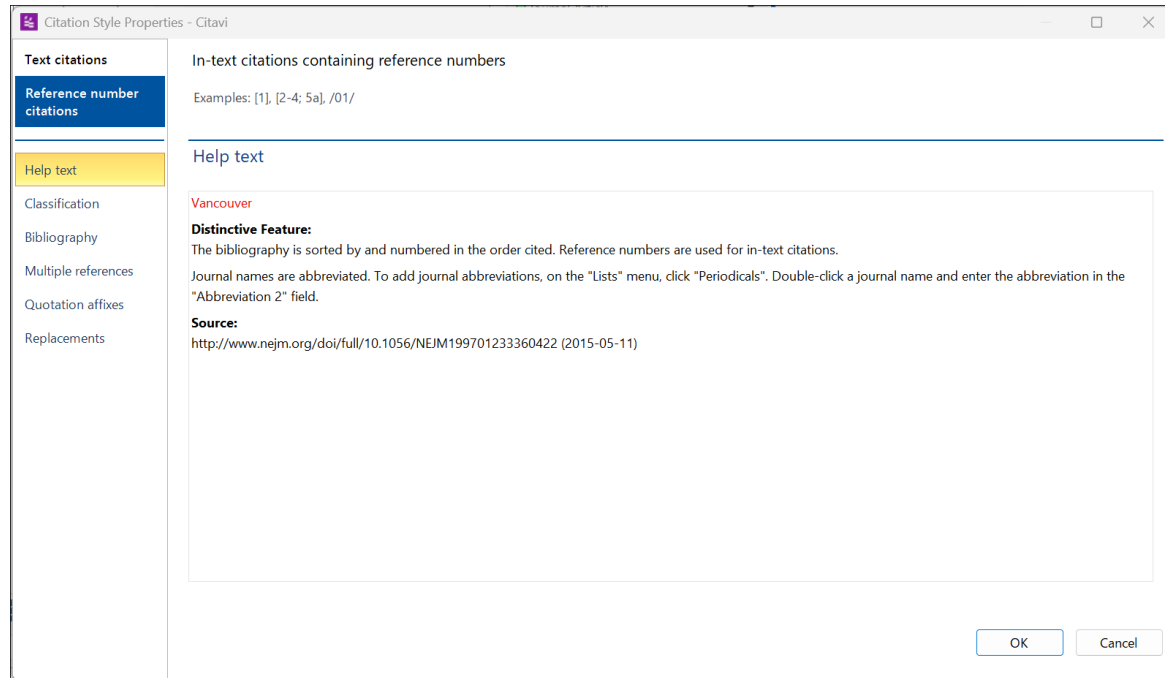 Citation Style Properties - Citavi
Text citations
Reference number
citations
Help text
Classification
Bibliography
Multiple references
Quotation affixes
Replacements
In-text citations containing reference numbers
Examples: [1], [2-4; 5a], /01/
Help text
Vancouver
Distinctive Feature:
The bibliography is sorted by and numbered in the order cited. Reference numbers are used for in-text citations.
Journal names are abbreviated. To add journal abbreviations, on the "Lists" menu, click "Periodicals". Double-click a journal name and enter the abbreviation in the
"Abbreviation 2" field.
Source:
http://www.nejm.org/doi/full/10.1056/NEJM199701233360422 (2015-05-11)
OK
Cancel